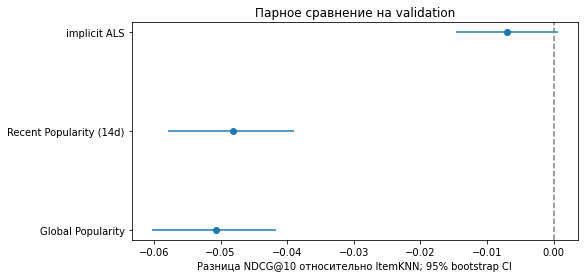 Парное сравнение на validation
implicit ALS
Recent Popularity (14d)
Global Popularity
−0.06 −0.05 −0.04 −0.03 −0.02 −0.01 0.00
Разница NDCG@10 относительно ItemKNN; 95% bootstrap CI